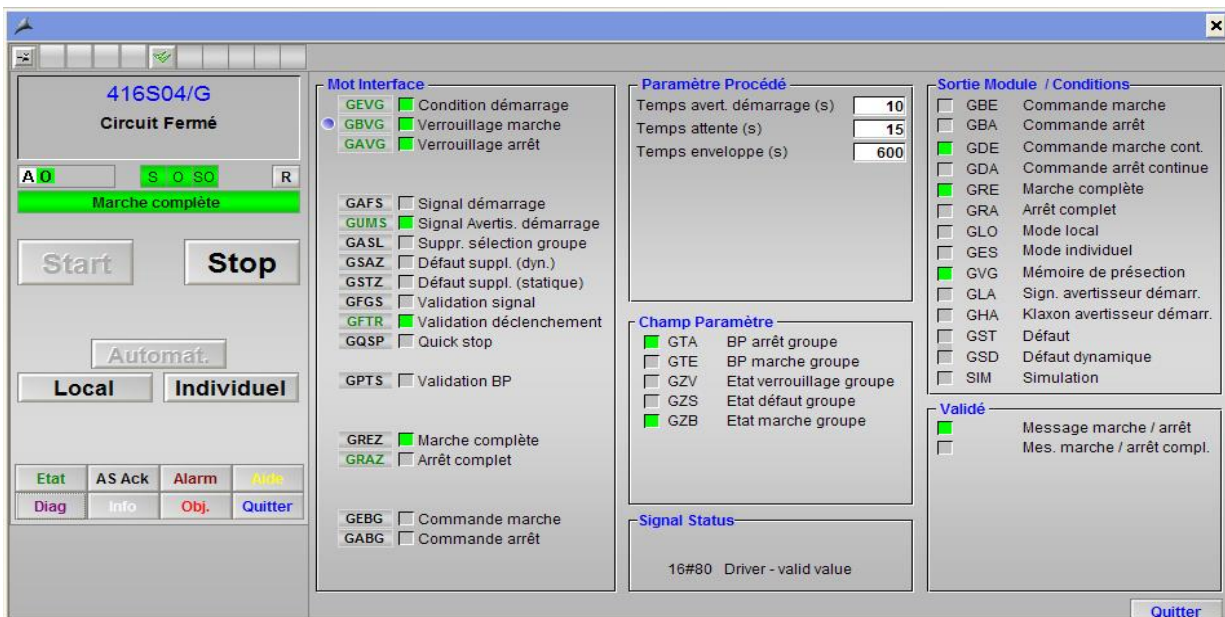 416S04/G
Circuit Fermé
A O
S O SO
R
Marche complète
Start
Stop
Automat.
Local
Individuel
Etat
AS Ack
Alarm
Aide
Diag
Info
Obj.
Quitter
Mot Interface
GEVG Condition démarrage
GBVG Verrouillage marche
GAVG Verrouillage arrêt
GAFS Signal démarrage
GUMS Signal Avertis. démarrage
GASL Suppr. sélection groupe
GSAZ Défaut suppl. (dyn.)
GSTZ Défaut suppl. (statique)
GFGS Validation signal
GFTR Validation déclenchement
GQSP Quick stop
GPTS Validation BP
GREZ Marche complète
GRAZ Arrêt complet
GEBG Commande marche
GABG Commande arrêt
Paramètre Procédé
Temps avert. démarrage (s) 10
Temps attente (s) 15
Temps enveloppe (s) 600
Champ Paramètre
GTA BP arrêt groupe
GTE BP marche groupe
GZV Etat verrouillage groupe
GZS Etat défaut groupe
GZB Etat marche groupe
Signal Status
16#80 Driver - valid value
Sortie Module / Conditions
GBE Commande marche
GBA Commande arrêt
GDE Commande marche cont.
GDA Commande arrêt continue
GRE Marche complète
GRA Arrêt complet
GLO Mode local
GES Mode individuel
GVG Mémoire de présection
GLA Sign. avertisseur démarr.
GHA Klaxon avertisseur démarr.
GST Défaut
GSD Défaut dynamique
SIM Simulation
Validé
Message marche / arrêt
Mes. marche / arrêt compl.
Quitter